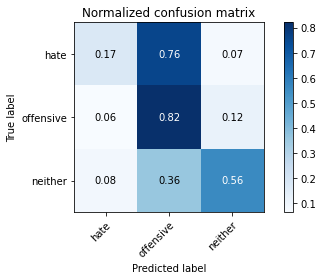 Normalized confusion matrix
hate 0.17 0.76 0.07
offensive 0.06 0.82 0.12
neither 0.08 0.36 0.56
hate offensive neither
True label
Predicted label
0.8
0.7
0.6
0.5
0.4
0.3
0.2
0.1